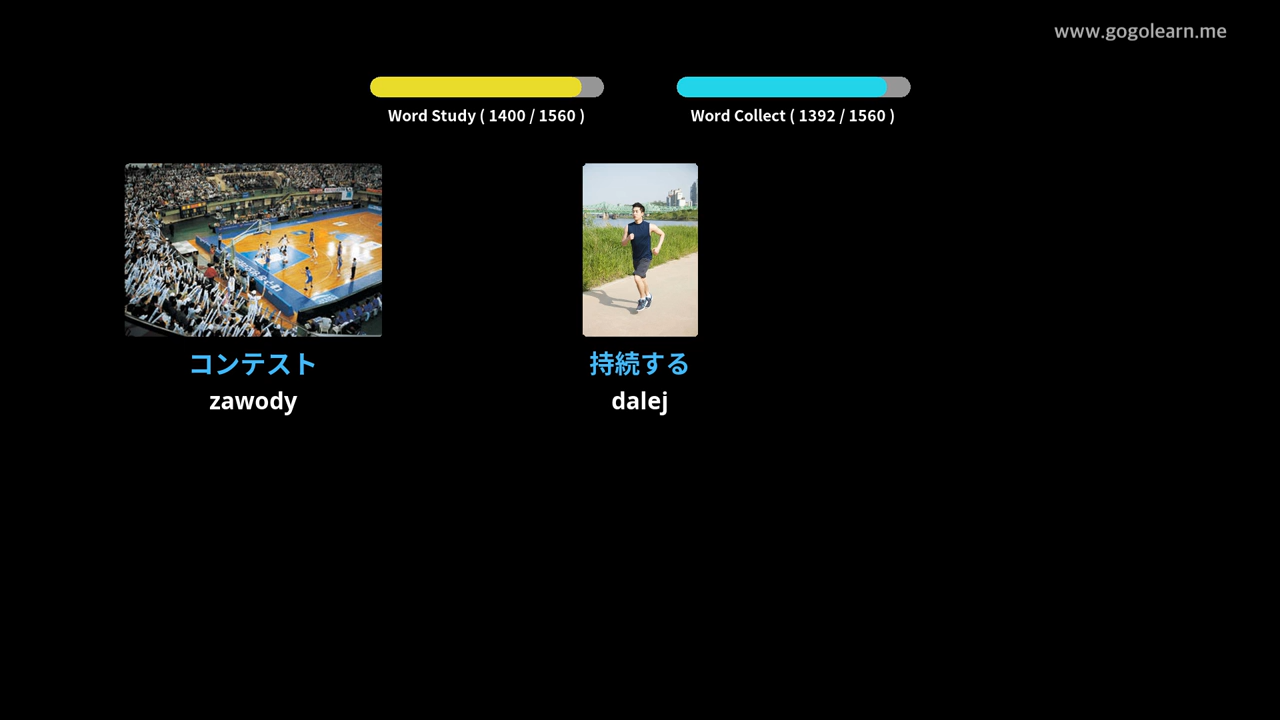 www.gogolearn.me
Word Study ( 1400 / 1560 )
Word Collect ( 1392 / 1560 )
コンテスト
zawody
持続する
dalej